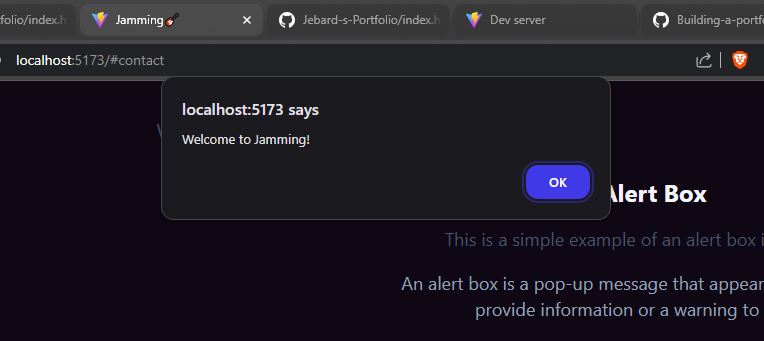 folio/index.h
Jamming🎸
Jebard-s-Portfolio/index.h
Dev server
Building-a-portf
localhost:5173/#contact
localhost:5173 says
Welcome to Jamming!
OK
Alert Box
This is a simple example of an alert box i
An alert box is a pop-up message that appear
provide information or a warning to